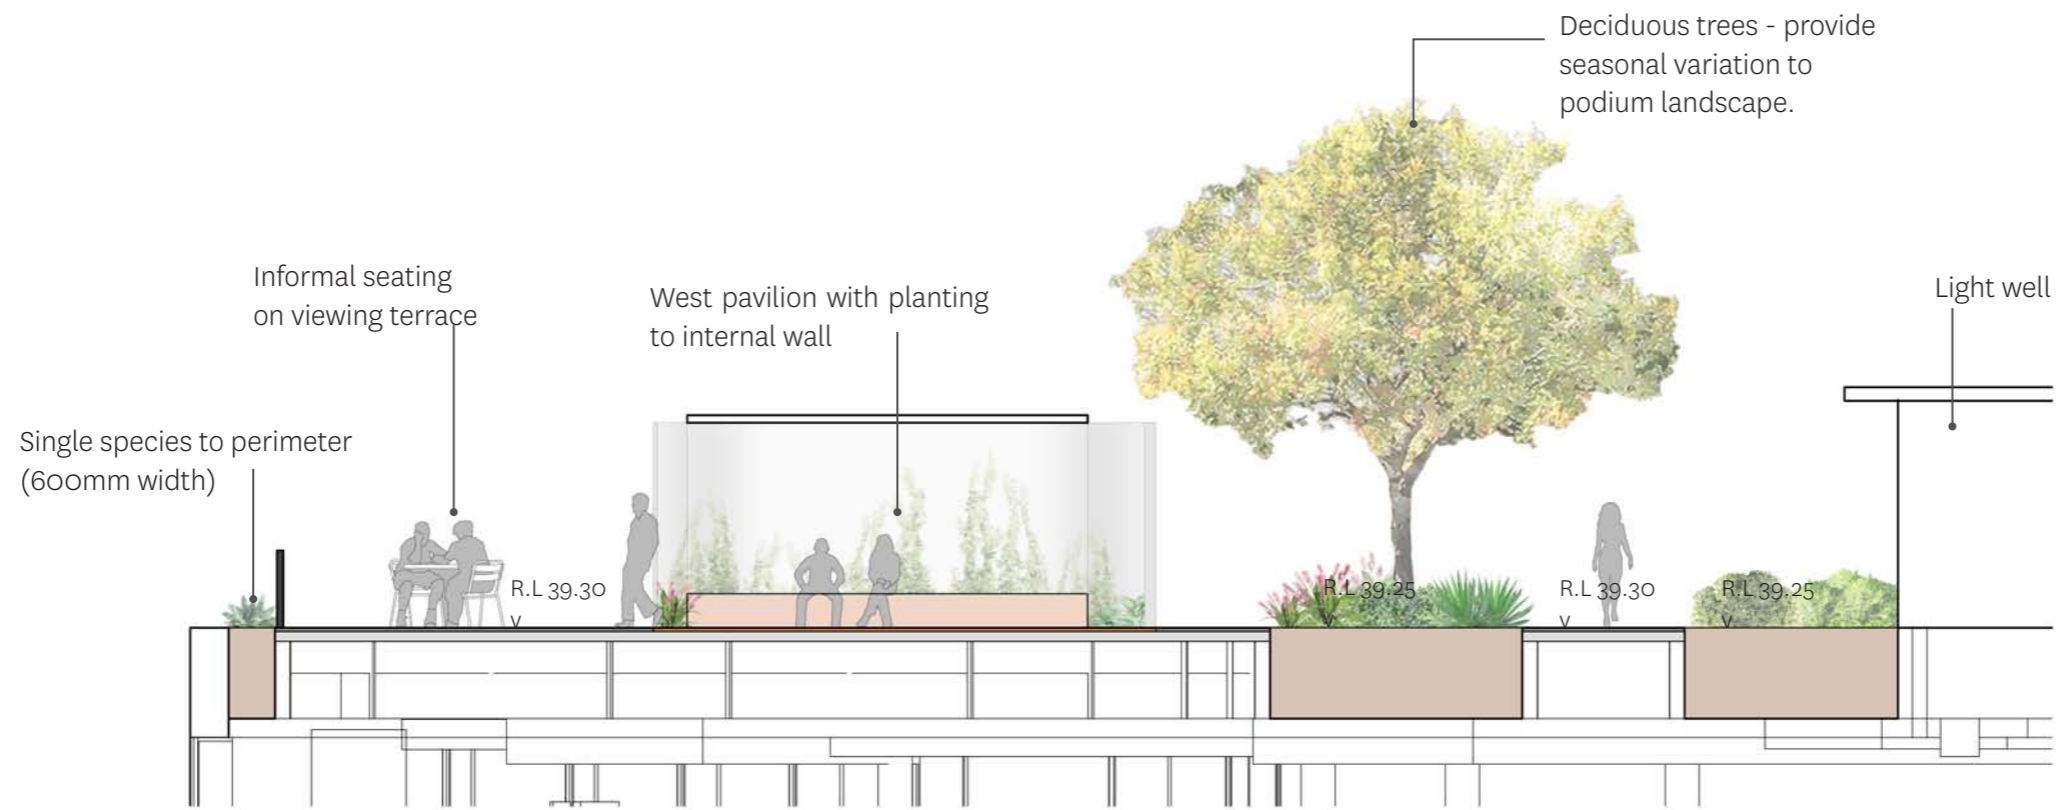 Deciduous trees - provide
seasonal variation to
podium landscape.
Informal seating
on viewing terrace
West pavilion with planting
to internal wall
Light well
Single species to perimeter
(600mm width)
R.L 39.30
v
R.L 39.25
v
R.L 39.30
v
R.L 39.25
v